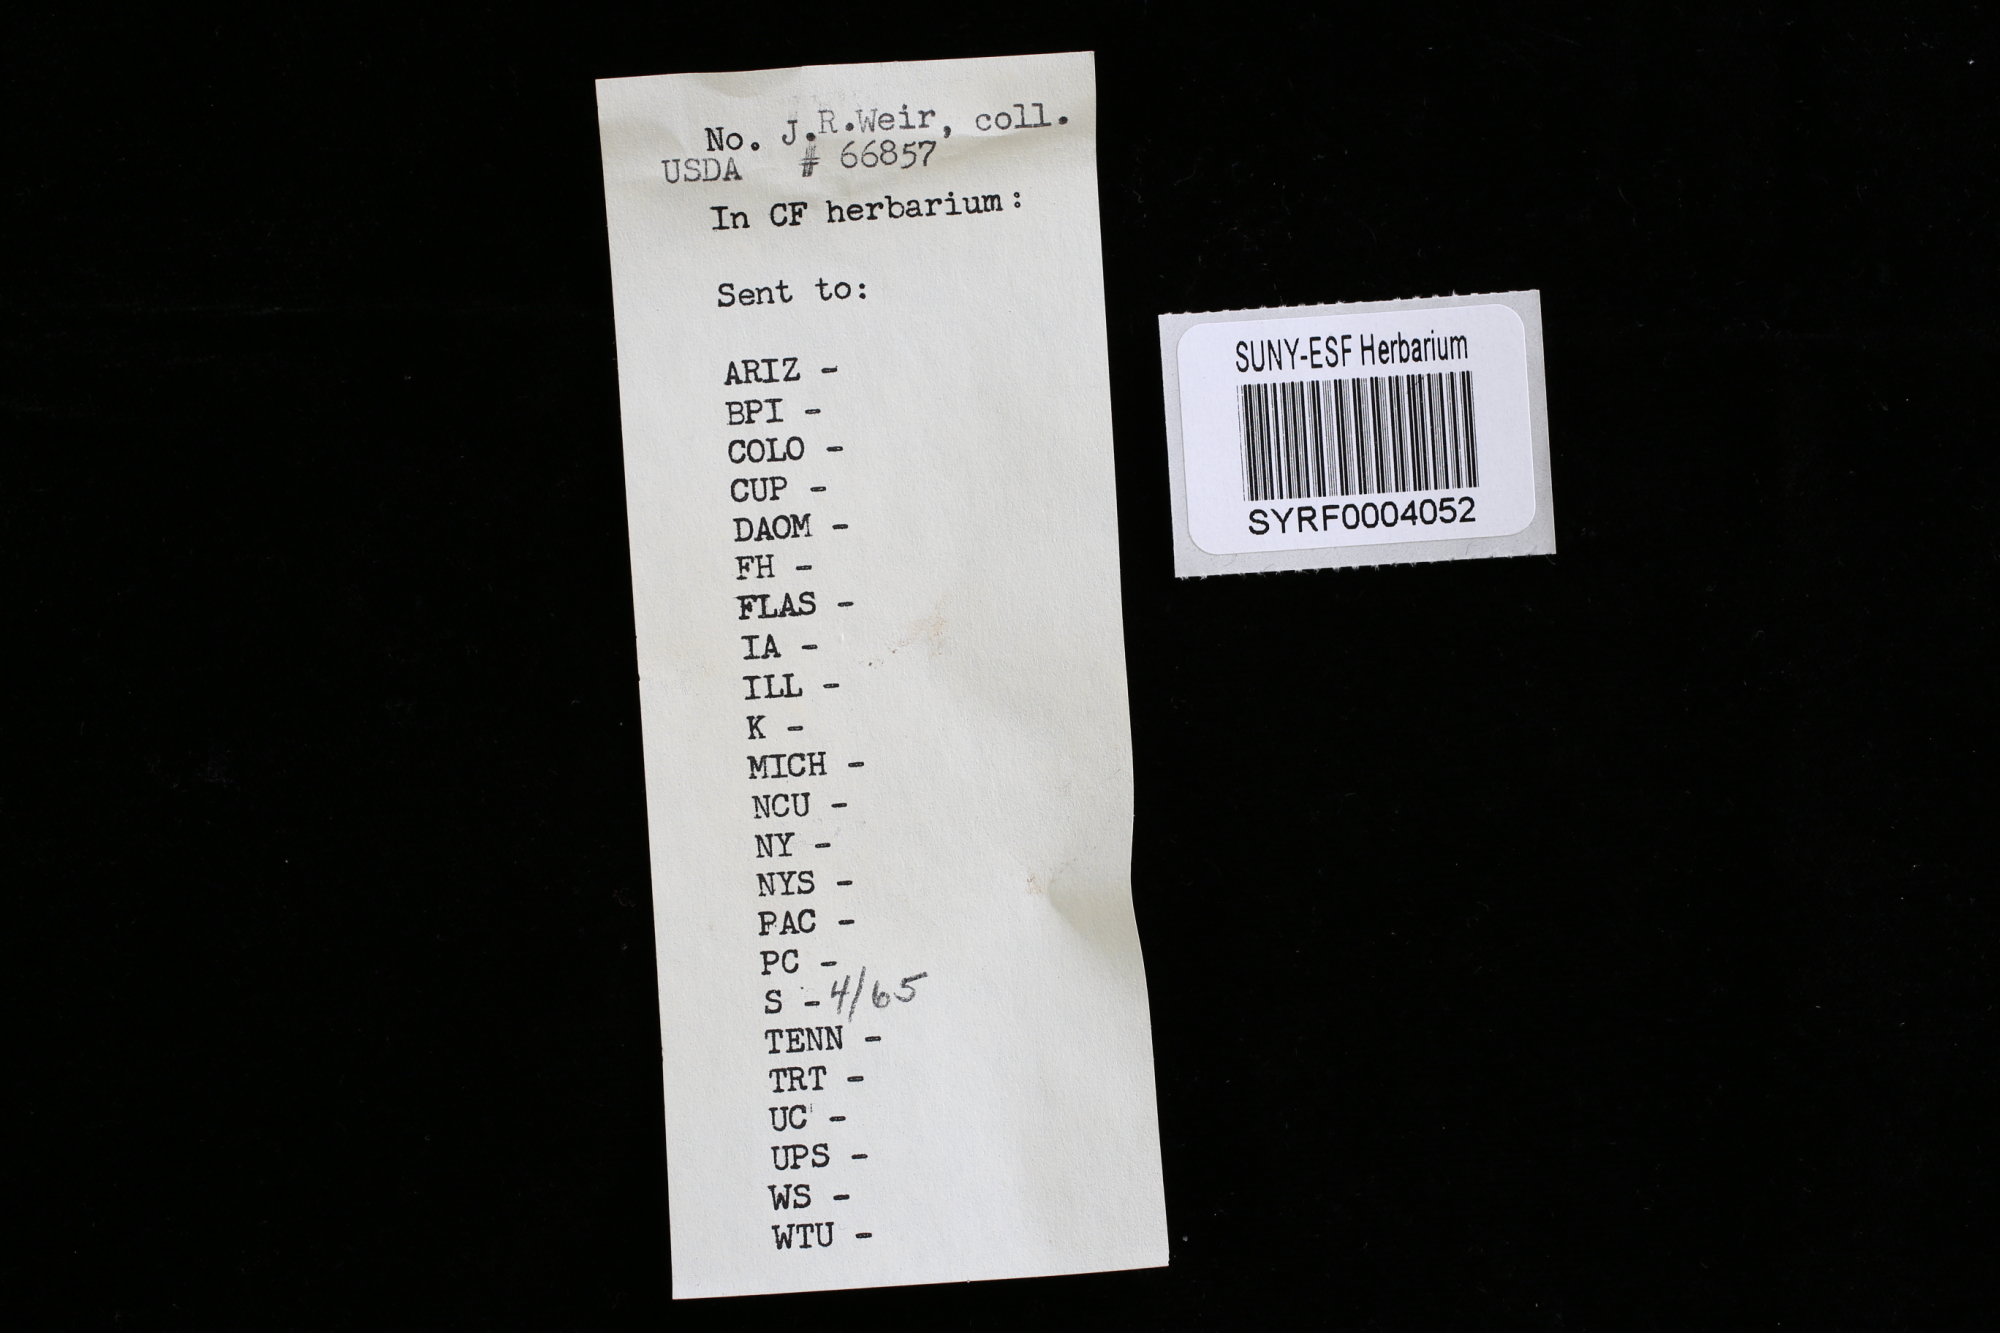 No. J.R.Weir, coll.
USDA # 66857
In CF herbarium:
Sent to:
ARIZ -
BPI -
COLO -
CUP -
DAOM -
FH -
FLAS -
IA -
ILL -
K -
MICH -
NCU -
NY -
NYS -
PAC -
PC -
S - 4/65
TENN -
TRT -
UC -
UPS -
WS -
WTU -
SUNY-ESF Herbarium
SYRF0004052